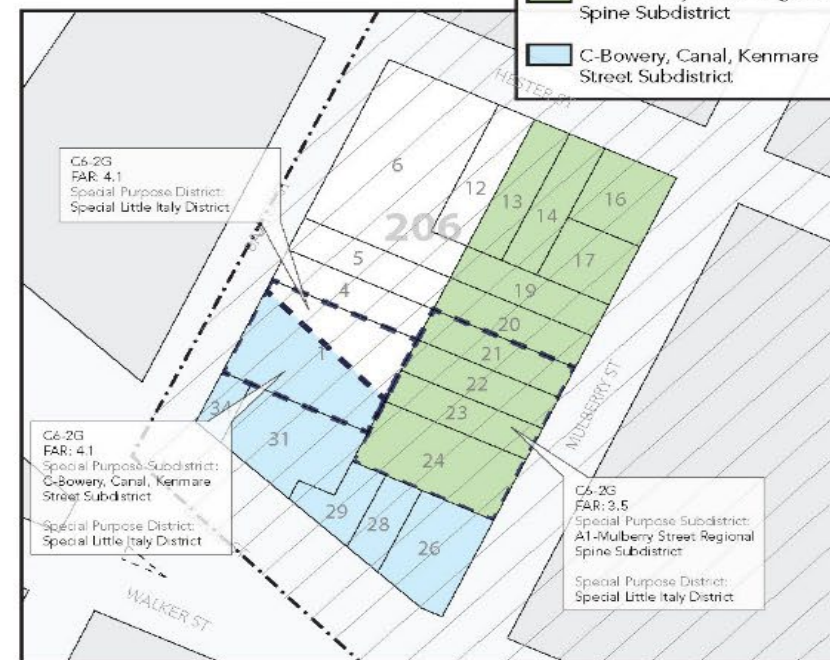 Spine Subdistrict
C-Bowery, Canal, Kenmare
Street Subdistrict
HESTER ST
C6-2G
FAR: 4.1
Special Purpose District:
Special Little Italy District
6
12
13
14
16
17
206
5
4
19
20
21
22
23
24
1
34
31
29
28
26
MULBERRY ST
C6-2G
FAR: 4.1
Special Purpose Subdistrict:
C-Bowery, Canal, Kenmare
Street Subdistrict
Special Purpose District:
Special Little Italy District
C6-2G
FAR: 3.5
Special Purpose Subdistrict:
A1-Mulberry Street Regional
Spine Subdistrict
Special Purpose District:
Special Little Italy District
WALKER ST